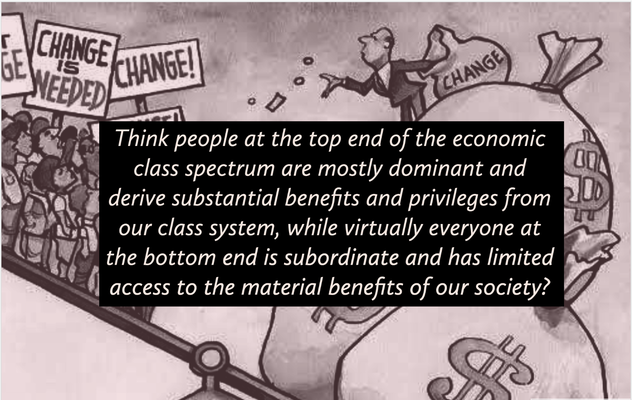 CHANGE
IS
NEEDED
CHANGE!
CHANGE
Think people at the top end of the economic
class spectrum are mostly dominant and
derive substantial benefits and privileges from
our class system, while virtually everyone at
the bottom end is subordinate and has limited
access to the material benefits of our society?
$
$